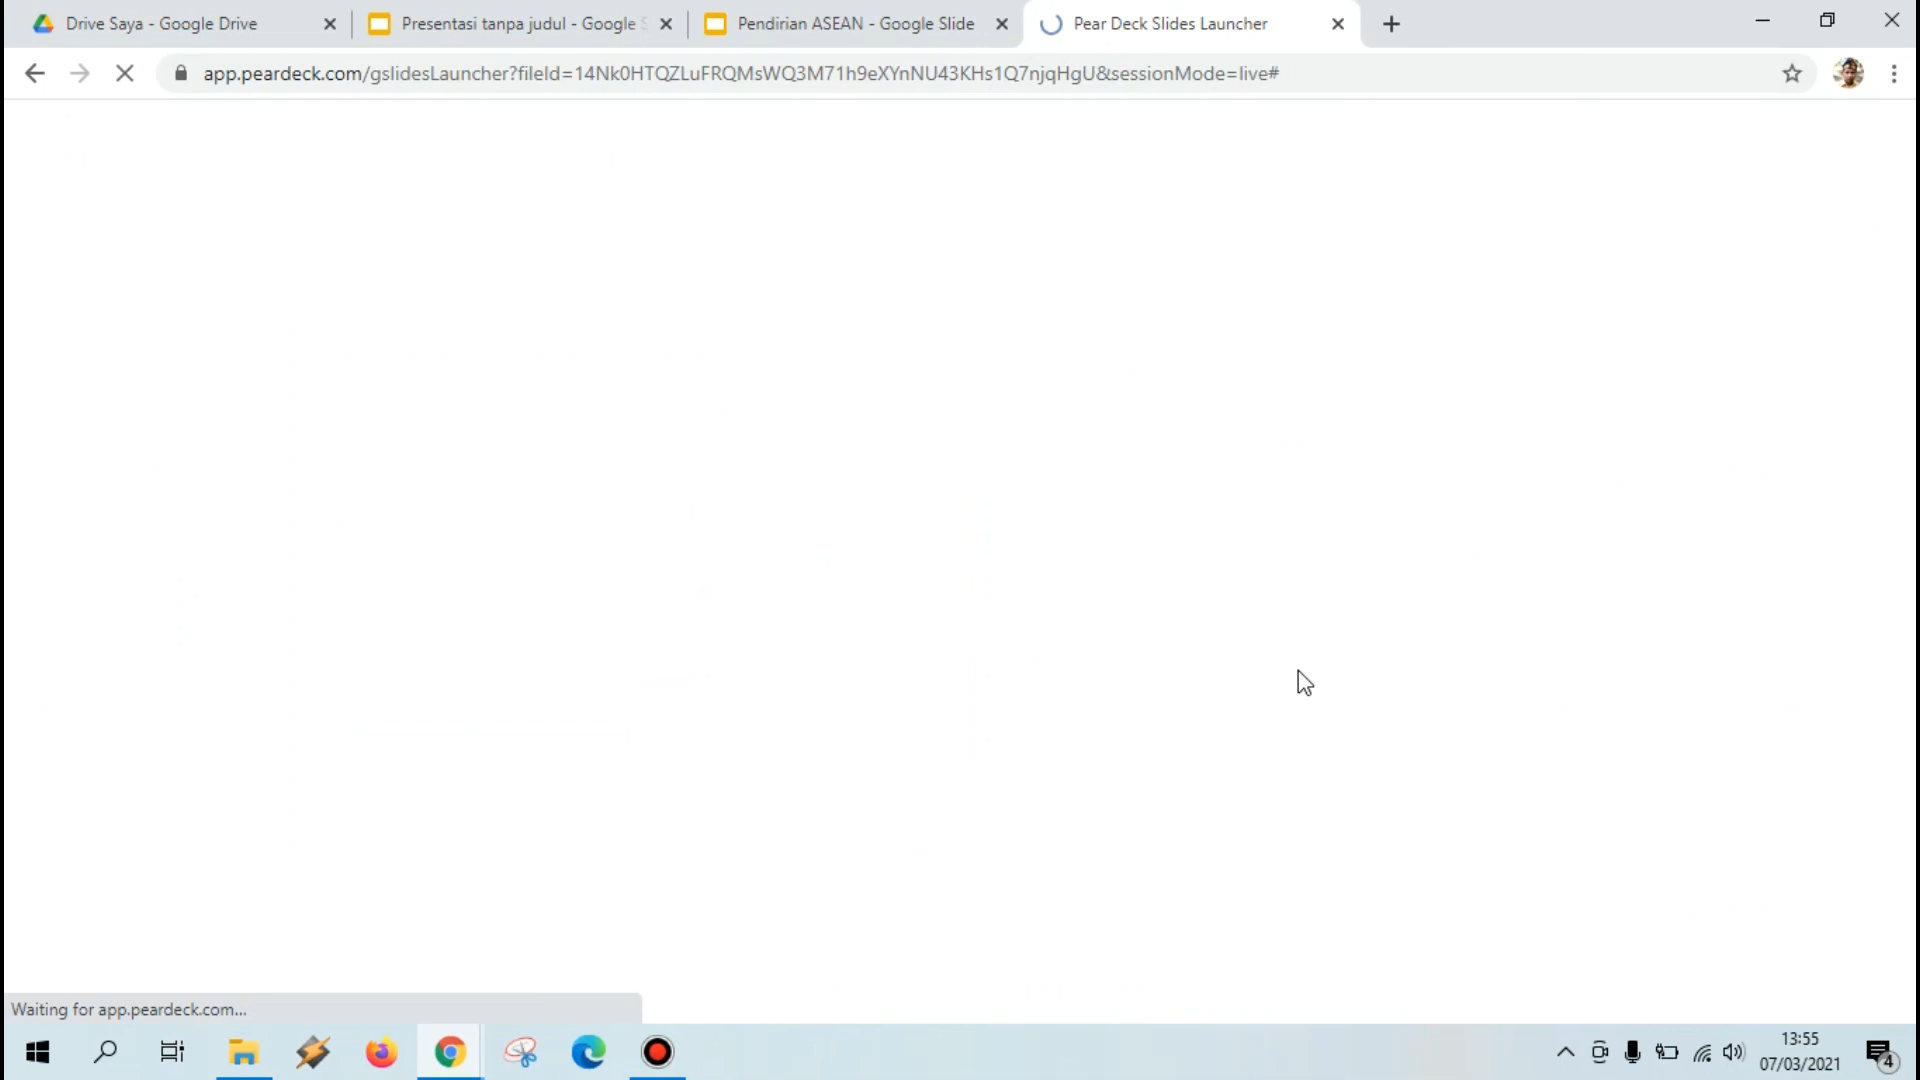 Drive Saya - Google Drive
Presentasi tanpa judul - Google S
Pendirian ASEAN - Google Slide
Pear Deck Slides Launcher
app.peardeck.com/gslidesLauncher?fileId=14Nk0HTQZLuFRQMsWQ3M71h9eXYnNU43KHs1Q7njqHgU&sessionMode=live#
Waiting for app.peardeck.com...
13:55
07/03/2021
4